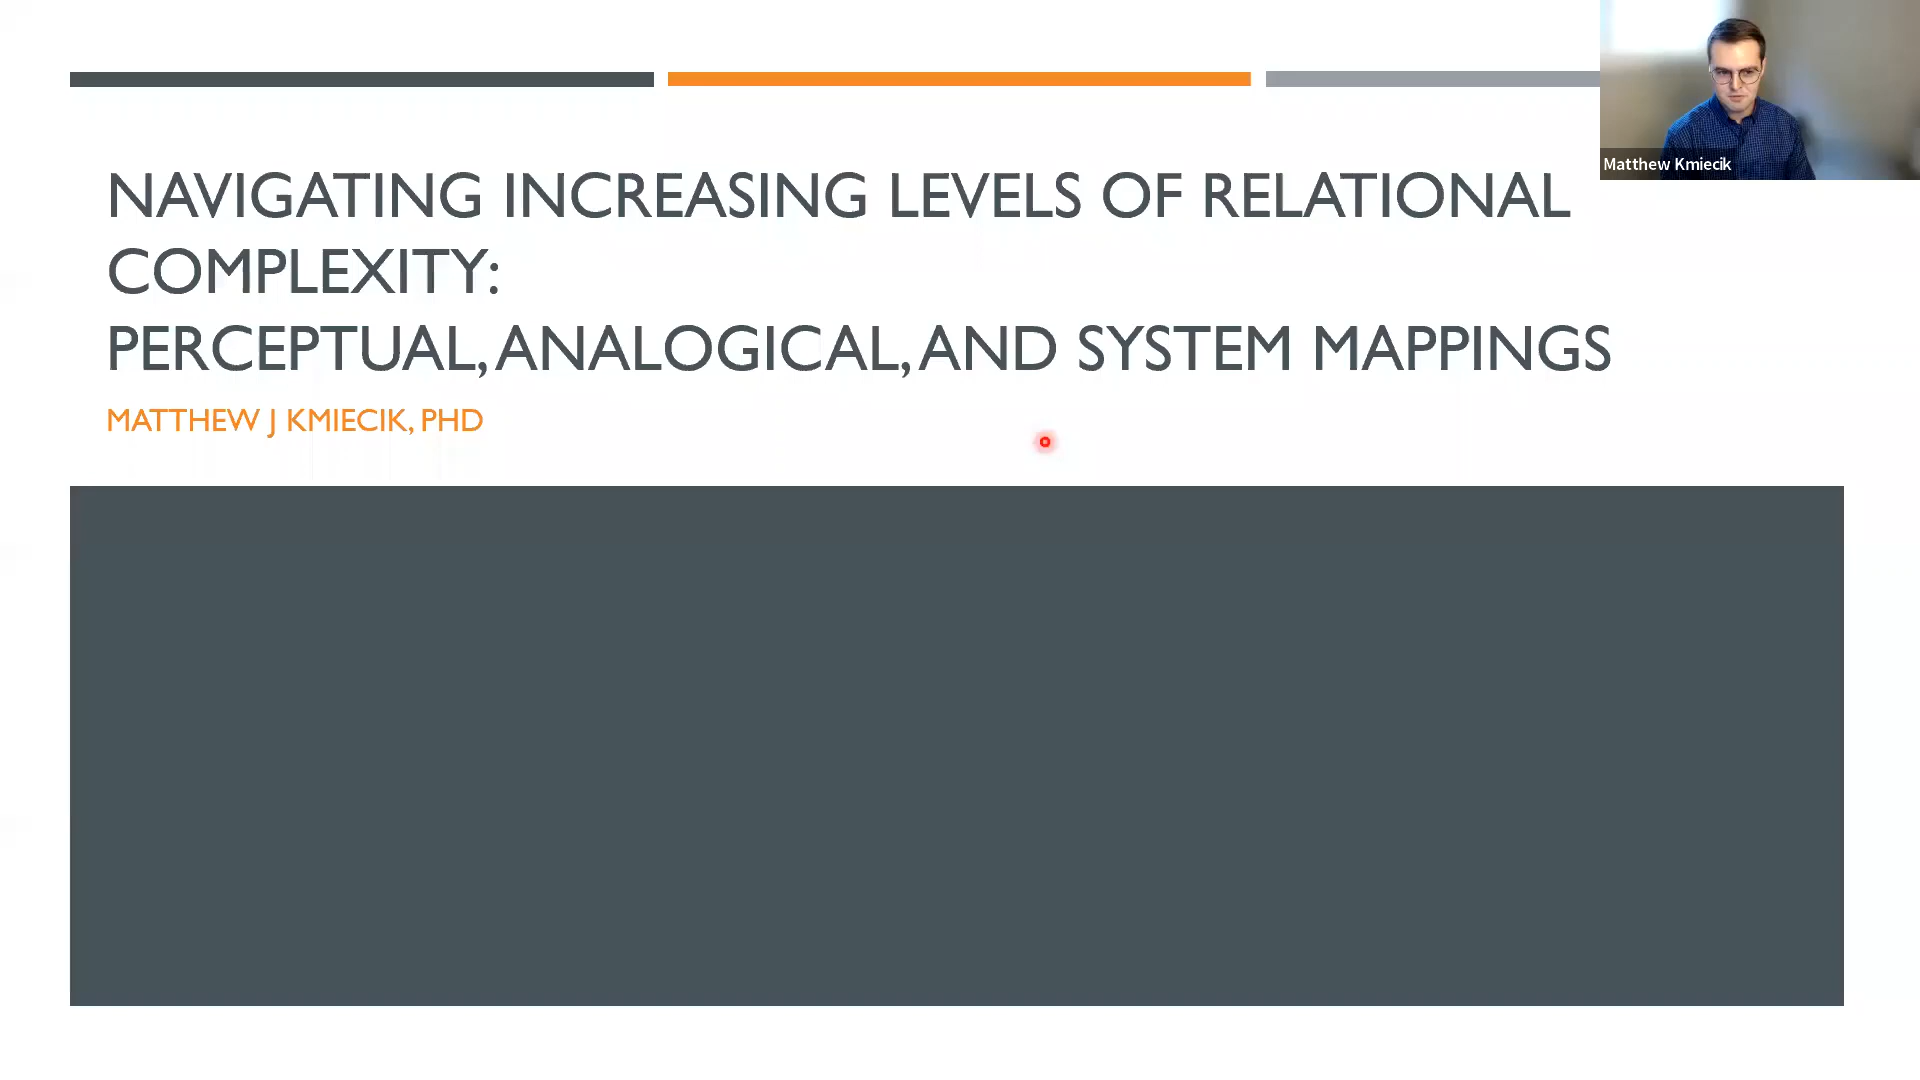 NAVIGATING INCREASING LEVELS OF RELATIONAL
COMPLEXITY:
PERCEPTUAL, ANALOGICAL, AND SYSTEM MAPPINGS
MATTHEW J KMIECIK, PHD
Matthew Kmiecik